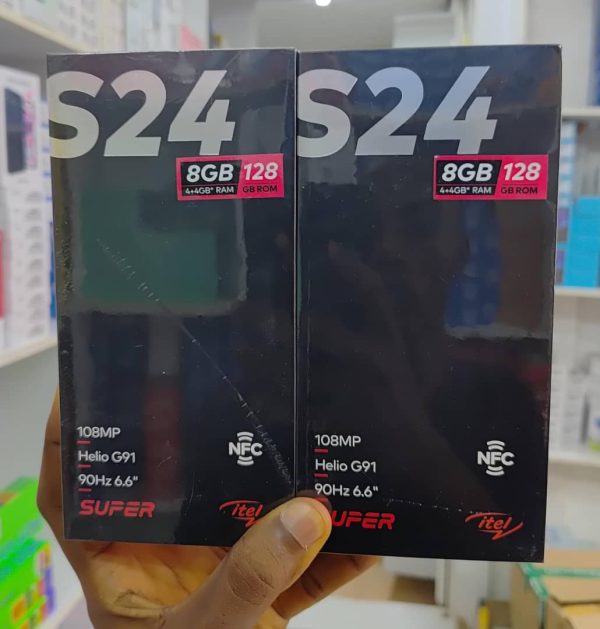 S24
8GB 128
4+4GB* RAM GB ROM
108MP
Helio G91
90Hz 6.6"
NFC
SUPER
itel
S24
8GB 128
4+4GB* RAM GB ROM
108MP
Helio G91
90Hz 6.6"
NFC
UPER
itel